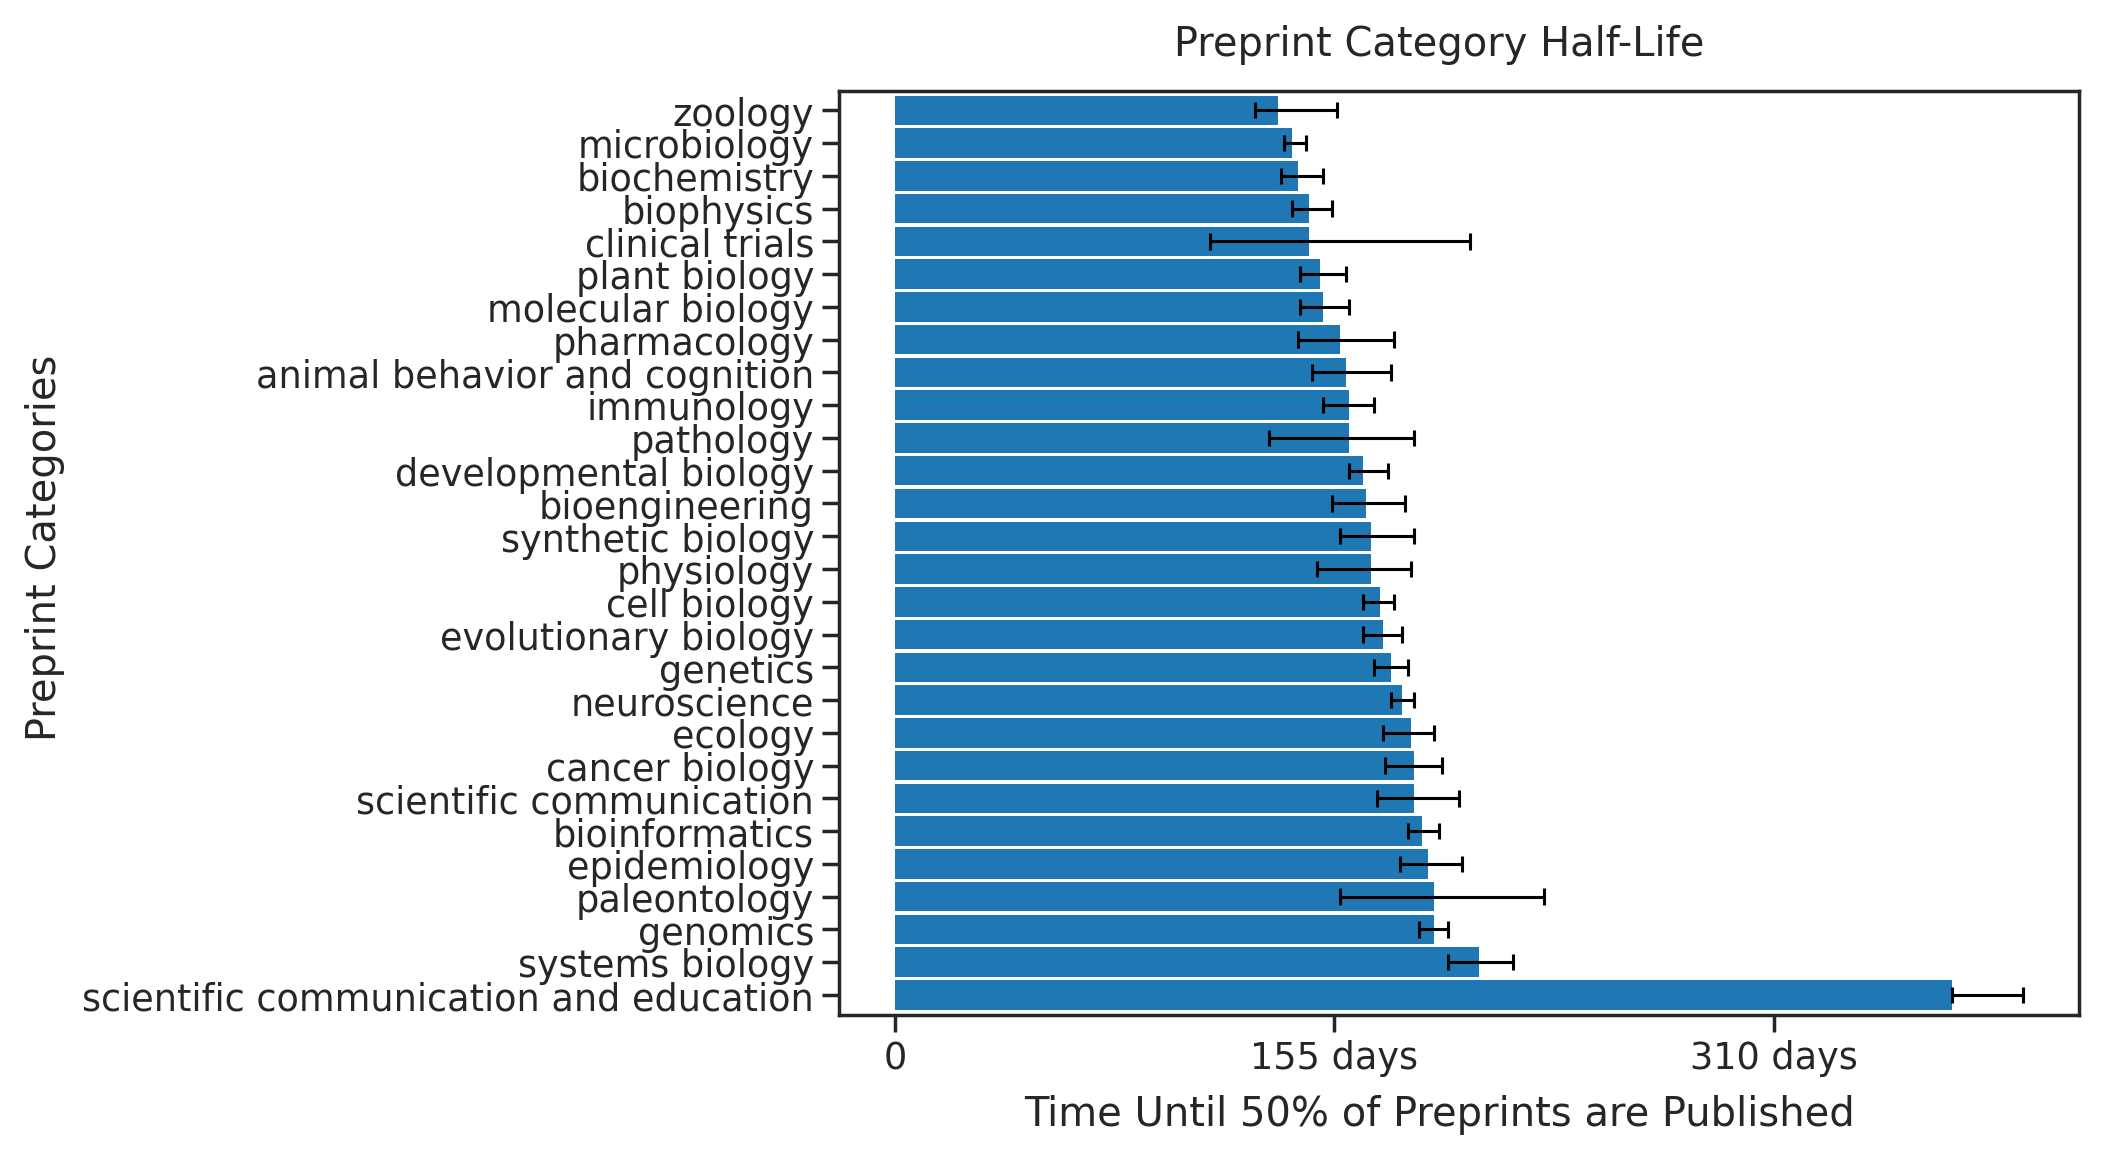 Preprint Category Half-Life
zoology
microbiology
biochemistry
biophysics
clinical trials
plant biology
molecular biology
pharmacology
animal behavior and cognition
immunology
pathology
developmental biology
bioengineering
synthetic biology
physiology
cell biology
evolutionary biology
genetics
neuroscience
ecology
cancer biology
scientific communication
bioinformatics
epidemiology
paleontology
genomics
systems biology
scientific communication and education
Preprint Categories
0
155 days
310 days
Time Until 50% of Preprints are Published